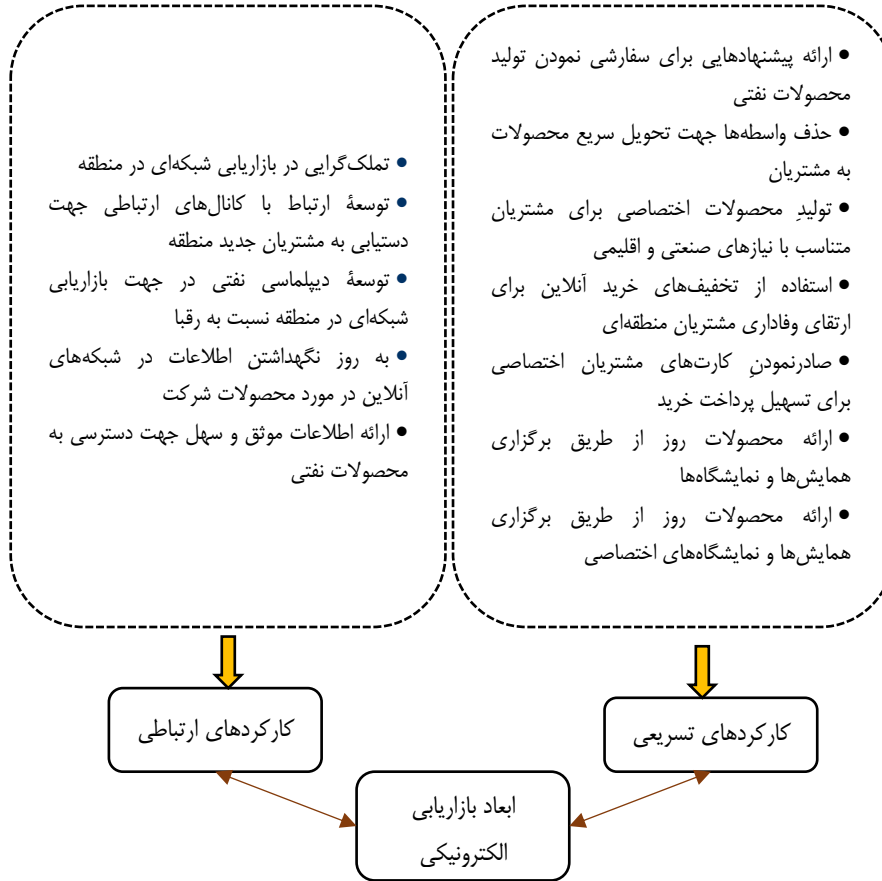 ● ارائه پیشنهادهایی برای سفارشی نمودن تولید
محصولات نفتی
● حذف واسطه‌ها جهت تحویل سریع محصولات
به مشتریان
● تولیدِ محصولات اختصاصی برای مشتریان
متناسب با نیازهای صنعتی و اقلیمی
● استفاده از تخفیف‌های خرید آنلاین برای
ارتقای وفاداری مشتریان منطقه‌ای
● صادرنمودنِ کارت‌های مشتریان اختصاصی
برای تسهیل پرداخت خرید
● ارائه محصولات روز از طریق برگزاری
همایش‌ها و نمایشگاه‌ها
● ارائه محصولات روز از طریق برگزاری
همایش‌ها و نمایشگاه‌های اختصاصی
● تملک‌گرایی در بازاریابی شبکه‌ای در منطقه
● توسعۀ ارتباط با کانال‌های ارتباطی جهت
دستیابی به مشتریان جدید منطقه
● توسعۀ دیپلماسی نفتی در جهت بازاریابی
شبکه‌ای در منطقه نسبت به رقبا
● به روز نگهداشتن اطلاعات در شبکه‌های
آنلاین در مورد محصولات شرکت
● ارائه اطلاعات موثق و سهل جهت دسترسی به
محصولات نفتی
کارکردهای تسریعی
کارکردهای ارتباطی
ابعاد بازاریابی
الکترونیکی